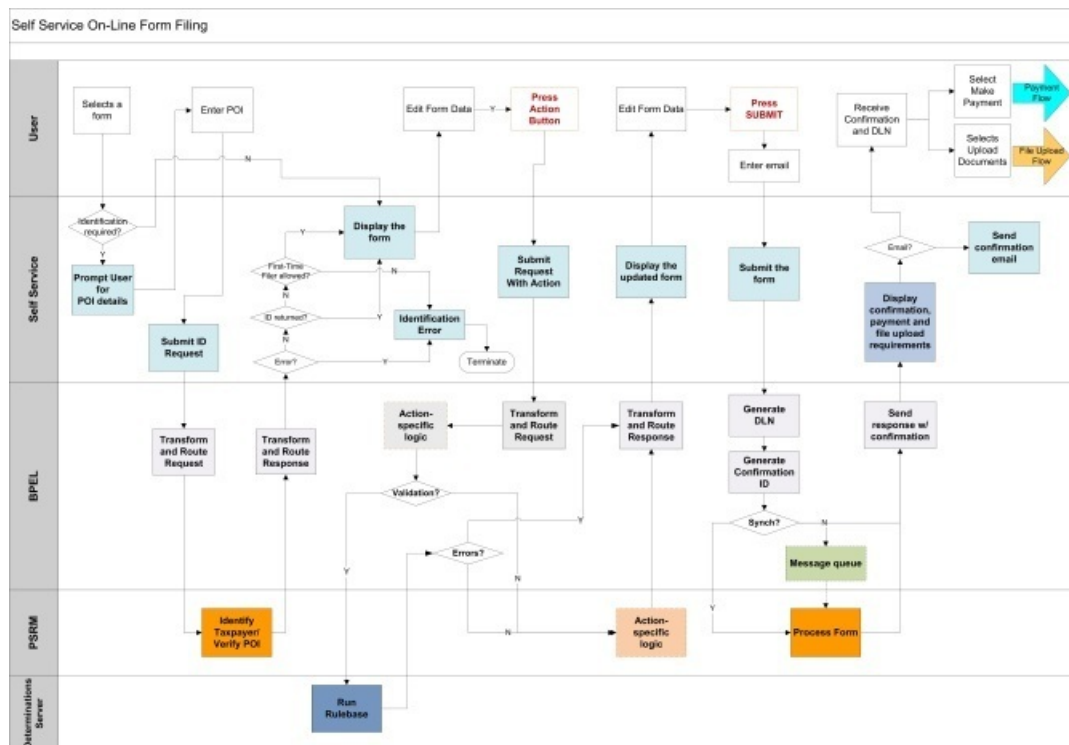 Self Service On-Line Form Filing
User
Selects a
form
Enter POI
Edit Form Data
Y
Press
Action
Button
Edit Form Data
Press
SUBMIT
Enter email
Receive
Confirmation
and DLN
Select
Make
Payment
Payment
Flow
Selects
Upload
Documents
File Upload
Flow
N
Self Service
Identification
required?
Y
Prompt User
for
POI details
Submit ID
Request
Y
First-Time
Filer allowed?
N
N
ID returned?
Y
N
Error?
Y
Display the
form
Identification
Error
Terminate
Submit
Request
With Action
Display the
updated form
Submit the
form
Email?
Send
confirmation
email
Display
confirmation,
payment and
file upload
requirements
BPEL
Transform
and Route
Request
Transform
and Route
Response
Action-
specific
logic
Transform
and Route
Request
Transform
and Route
Response
Validation?
Y
N
Errors?
Y
N
Generate
DLN
Generate
Confirmation
ID
Synch?
N
Y
Message queue
Send
response w/
confirmation
PSRM
Identify
Taxpayer/
Verify POI
Action-
specific
logic
Process Form
Determinations
Server
Run
Rulebase